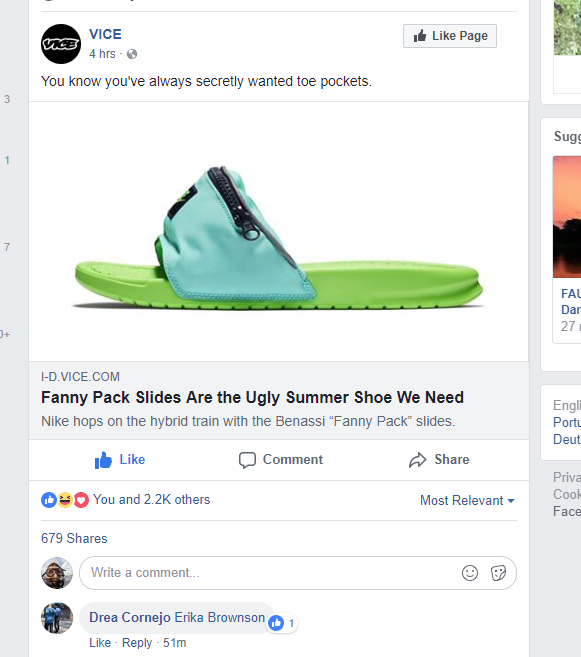 VICE
VICE
4 hrs ·
Like Page
You know you've always secretly wanted toe pockets.
3
1
7
I-D.VICE.COM
Fanny Pack Slides Are the Ugly Summer Shoe We Need
Nike hops on the hybrid train with the Benassi “Fanny Pack” slides.
Like
Comment
Share
You and 2.2K others
Most Relevant
679 Shares
Write a comment...
Drea Cornejo Erika Brownson
1
Like · Reply · 51m
Sugg
FAU
Dar
27
Engli
Portu
Deut
Priva
Cook
Face